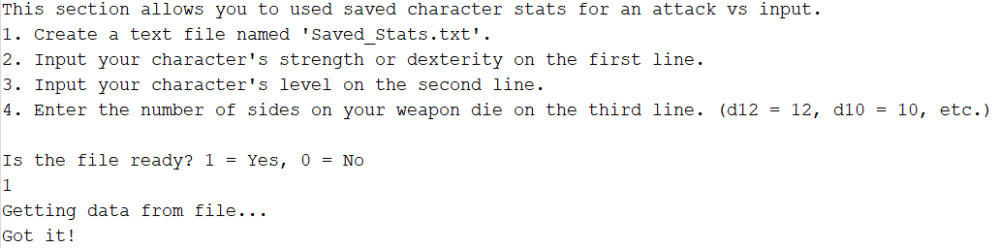 This section allows you to used saved character stats for an attack vs input.
1. Create a text file named 'Saved_Stats.txt'.
2. Input your character's strength or dexterity on the first line.
3. Input your character's level on the second line.
4. Enter the number of sides on your weapon die on the third line. (d12 = 12, d10 = 10, etc.)
Is the file ready? 1 = Yes, 0 = No
1
Getting data from file...
Got it!